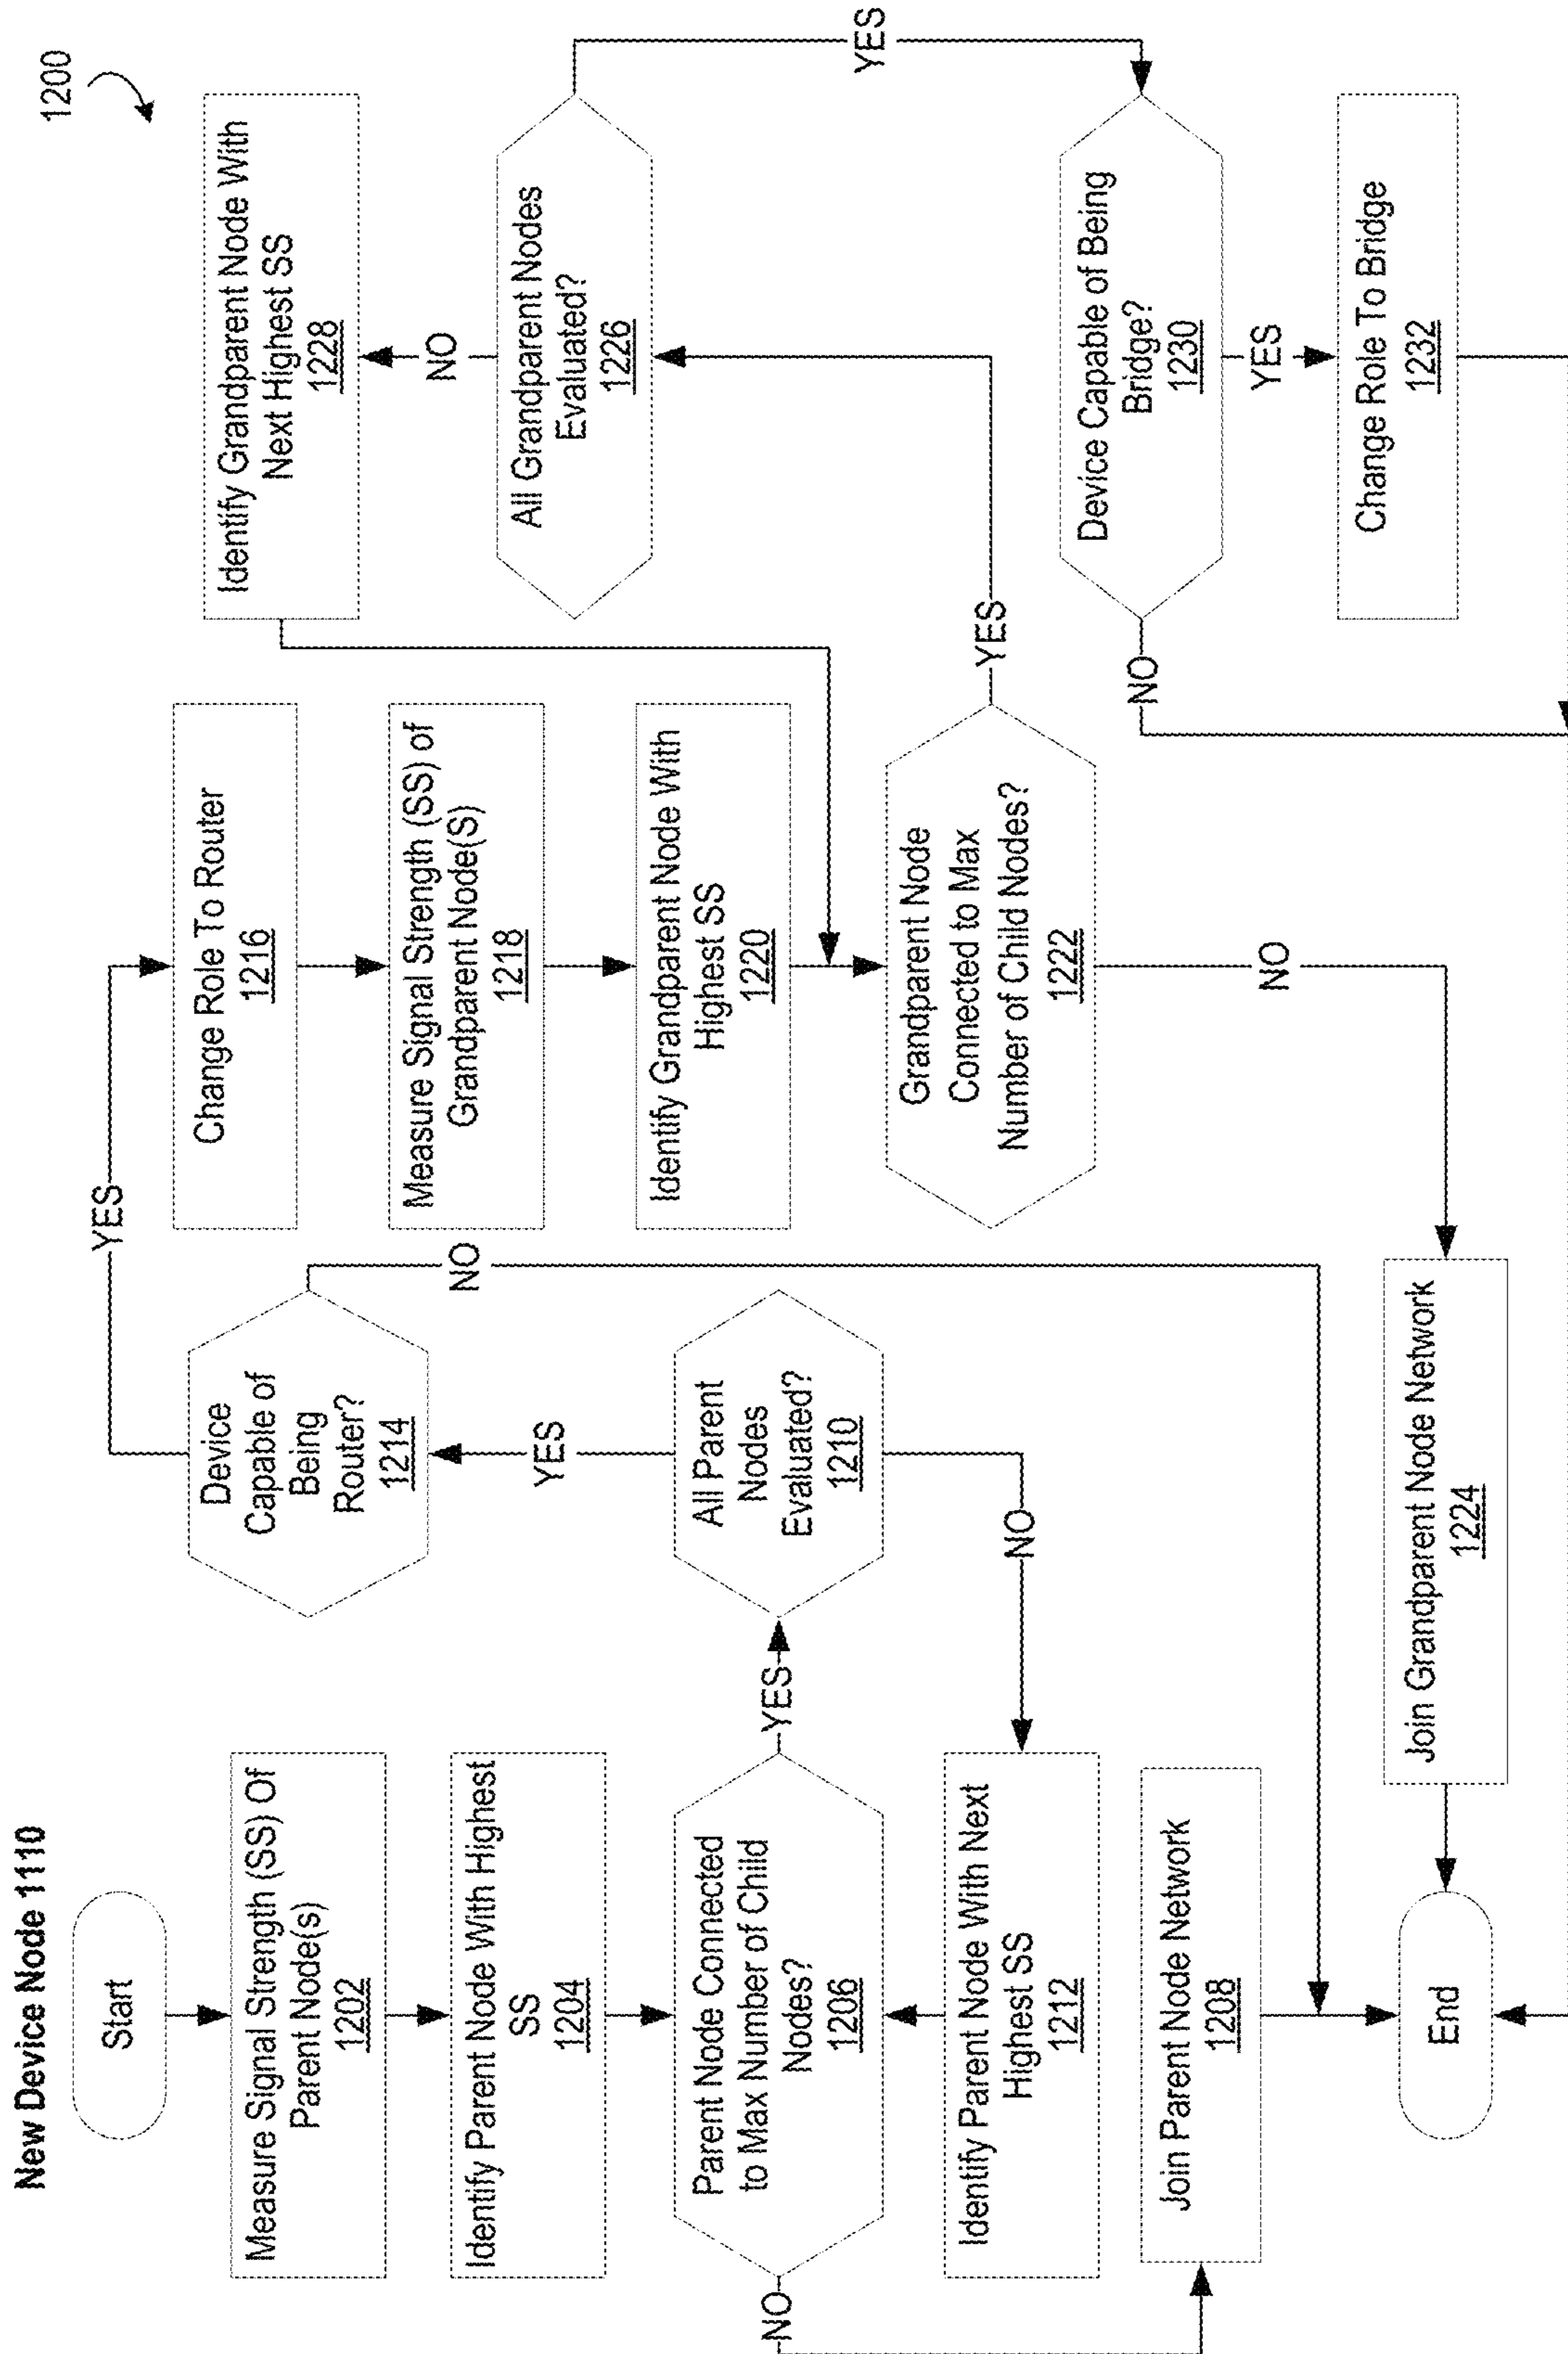 New Device Node 1110
1200
Start
Measure Signal Strength (SS) Of
Parent Node(s)
1202
Identify Parent Node With Highest
SS
1204
Parent Node Connected
to Max Number of Child
Nodes?
1206
YES
NO
Identify Parent Node With Next
Highest SS
1212
Join Parent Node Network
1208
End
Device
Capable of
Being
Router?
1214
YES
NO
YES
All Parent
Nodes
Evaluated?
1210
NO
Join Grandparent Node Network
1224
Change Role To Router
1216
Measure Signal Strength (SS) of
Grandparent Node(S)
1218
Identify Grandparent Node With
Highest SS
1220
Grandparent Node
Connected to Max
Number of Child Nodes?
1222
YES
NO
Identify Grandparent Node With
Next Highest SS
1228
NO
All Grandparent Nodes
Evaluated?
1226
YES
Device Capable of Being
Bridge?
1230
NO
YES
Change Role To Bridge
1232